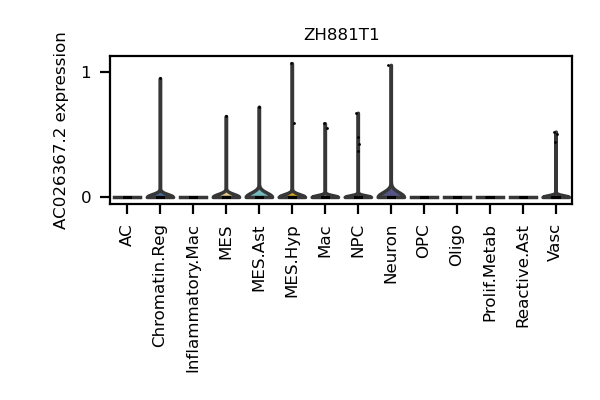 ZH881T1
AC026367.2 expression
1
0
AC
Chromatin.Reg
Inflammatory.Mac
MES
MES.Ast
MES.Hyp
Mac
NPC
Neuron
OPC
Oligo
Prolif.Metab
Reactive.Ast
Vasc